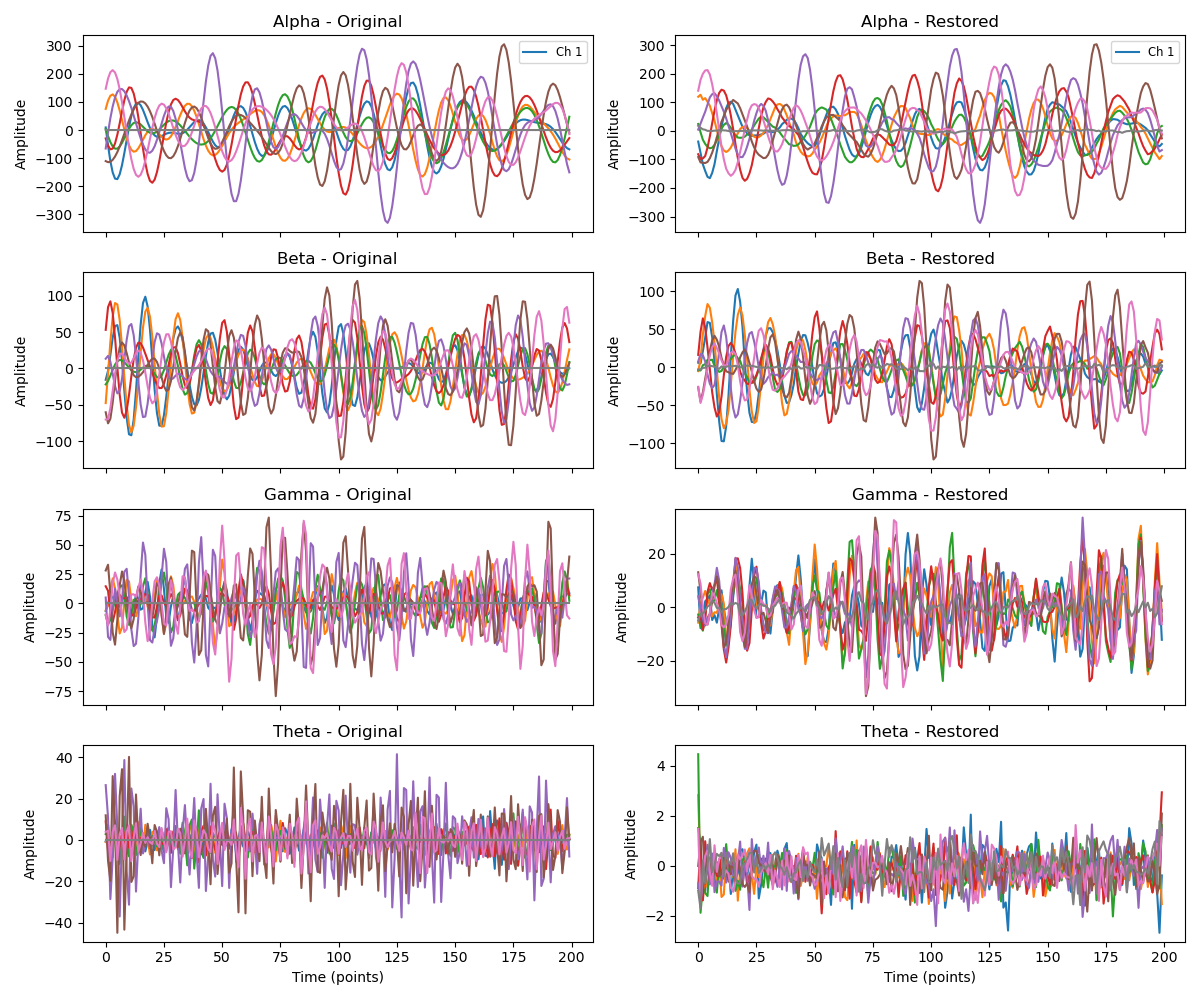 Alpha - Original
Amplitude
300
200
100
0
−100
−200
−300
Ch 1
Alpha - Restored
Amplitude
300
200
100
0
−100
−200
−300
Ch 1
Beta - Original
Amplitude
100
50
0
−50
−100
Beta - Restored
Amplitude
100
50
0
−50
−100
Gamma - Original
Amplitude
75
50
25
0
−25
−50
−75
Gamma - Restored
Amplitude
20
0
−20
Theta - Original
Amplitude
40
20
0
−20
−40
0 25 50 75 100 125 150 175 200
Time (points)
Theta - Restored
Amplitude
4
2
0
−2
0 25 50 75 100 125 150 175 200
Time (points)